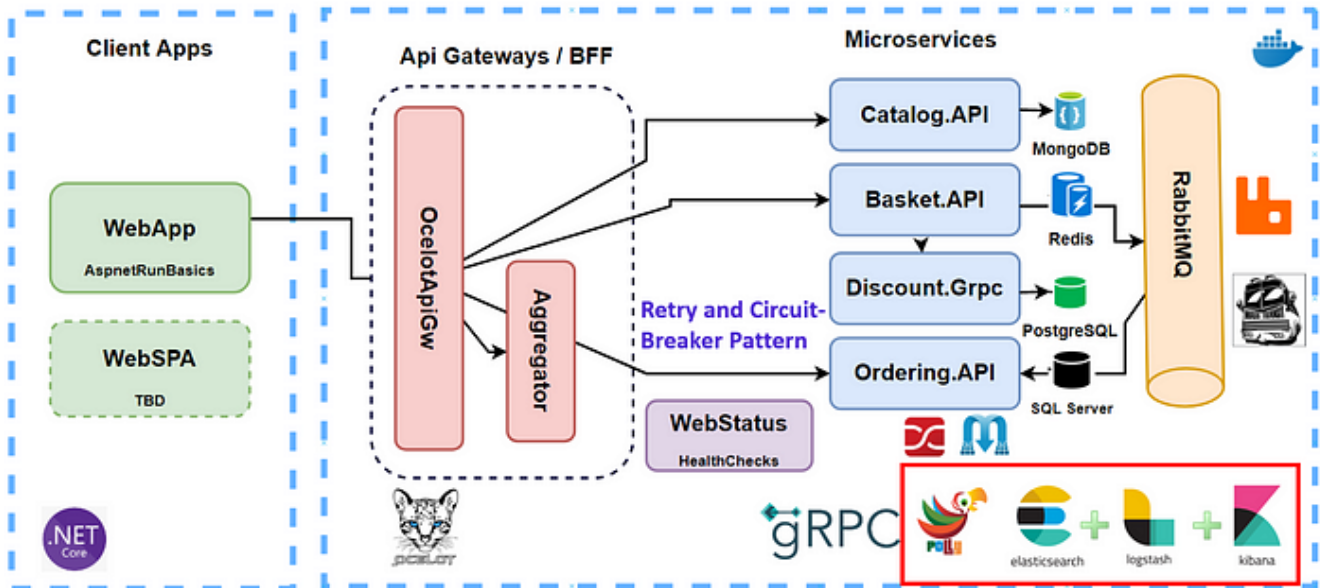 Client Apps
WebApp
AspnetRunBasics
WebSPA
TBD
.NET
Core
Api Gateways / BFF
OcelotApiGw
Aggregator
OCELOT
Microservices
Catalog.API
MongoDB
Basket.API
Redis
Discount.Grpc
PostgreSQL
Retry and Circuit-
Breaker Pattern
Ordering.API
SQL Server
WebStatus
HealthChecks
RabbitMQ
gRPC
POLLY
elasticsearch
logstash
kibana